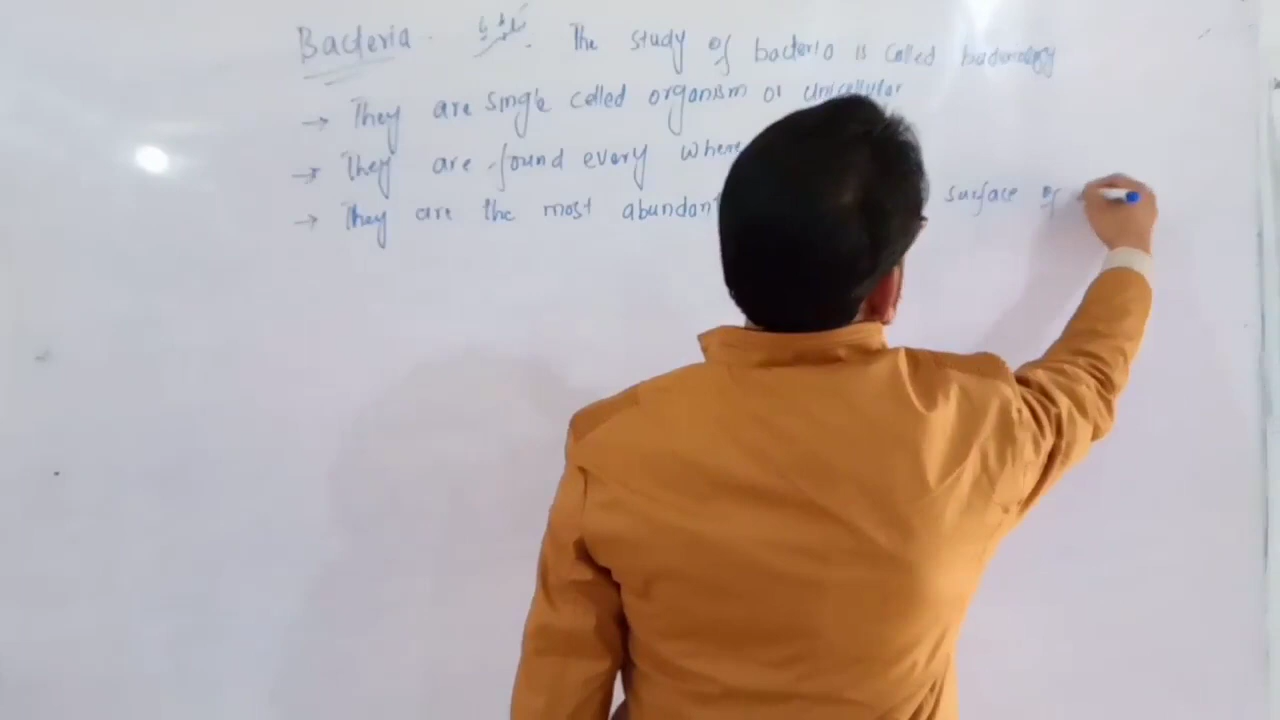 Bacteria. The study of bacteria is called bacteriology
→ They are single celled organism or unicellular
→ They are found every where
→ They are the most abundant surface of